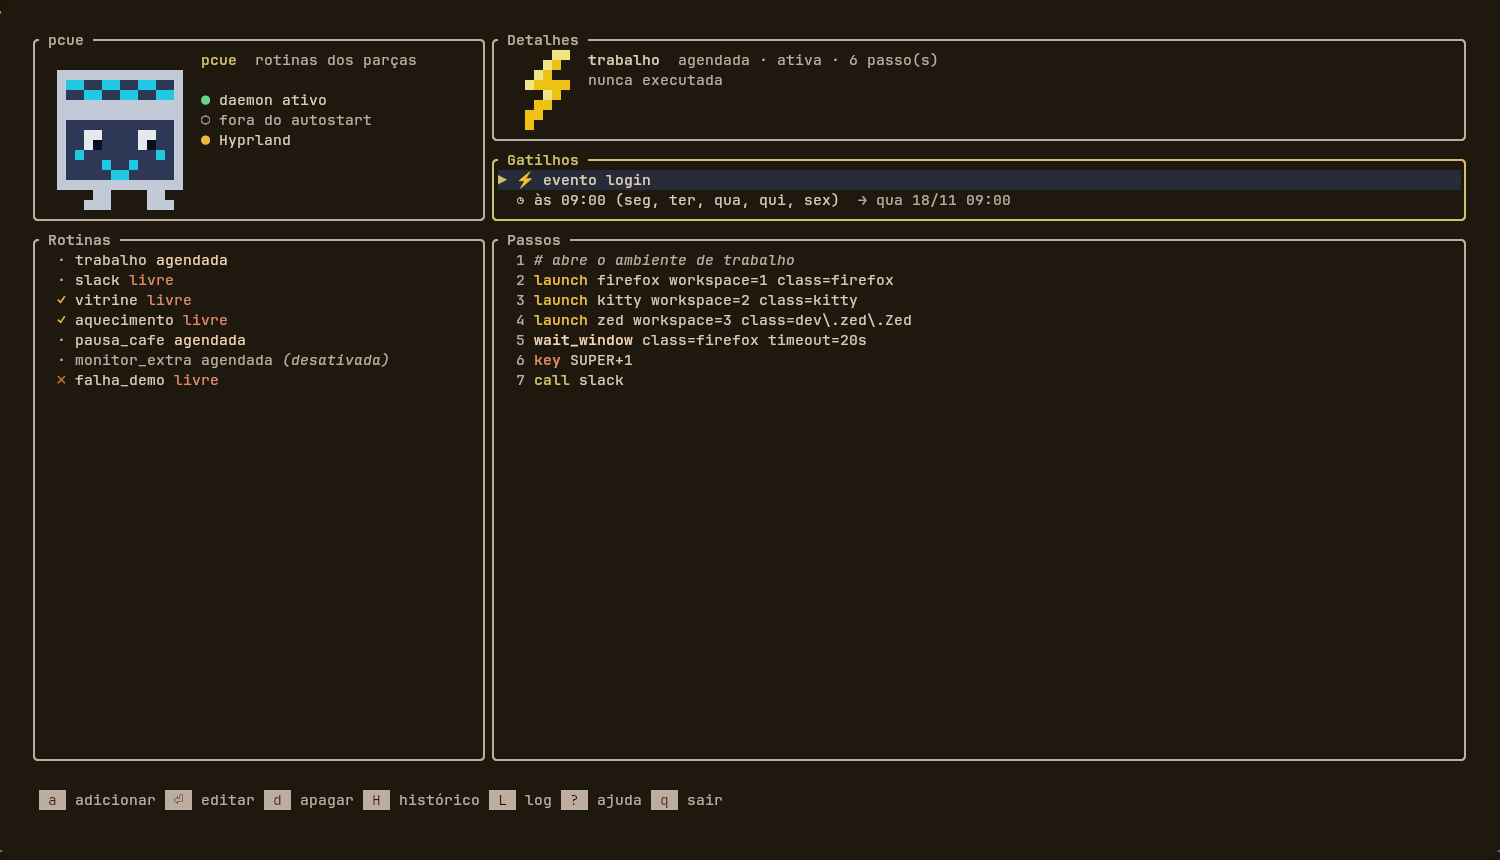 pcue
pcue rotinas dos parças
● daemon ativo
○ fora do autostart
● Hyprland
Detalhes
trabalho agendada · ativa · 6 passo(s)
nunca executada
Gatilhos
▶ ⚡ evento login
◔ às 09:00 (seg, ter, qua, qui, sex) → qua 18/11 09:00
Rotinas
· trabalho agendada
· slack livre
✓ vitrine livre
✓ aquecimento livre
· pausa_cafe agendada
· monitor_extra agendada (desativada)
✕ falha_demo livre
Passos
1 # abre o ambiente de trabalho
2 launch firefox workspace=1 class=firefox
3 launch kitty workspace=2 class=kitty
4 launch zed workspace=3 class=dev\.zed\.Zed
5 wait_window class=firefox timeout=20s
6 key SUPER+1
7 call slack
a adicionar ⏎ editar d apagar H histórico L log ? ajuda q sair